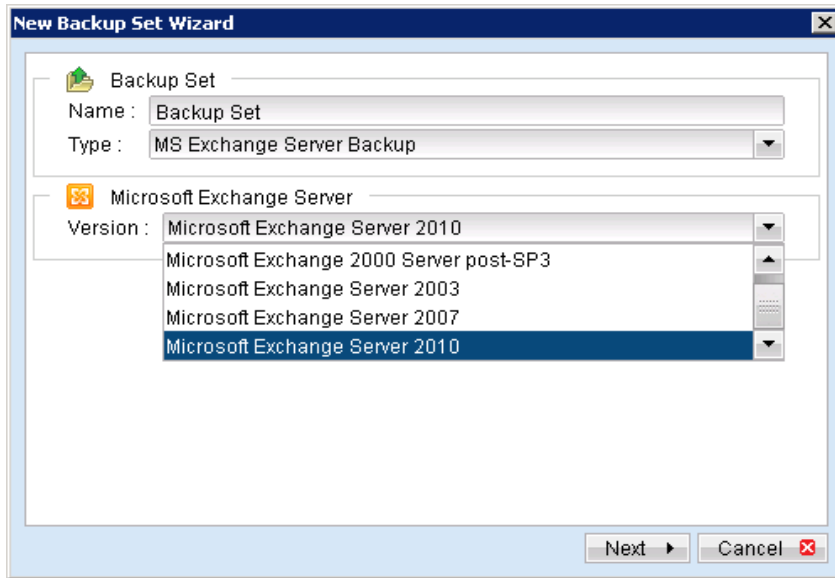 New Backup Set Wizard
Backup Set
Name : Backup Set
Type : MS Exchange Server Backup
Microsoft Exchange Server
Version : Microsoft Exchange Server 2010
Microsoft Exchange 2000 Server post-SP3
Microsoft Exchange Server 2003
Microsoft Exchange Server 2007
Microsoft Exchange Server 2010
Next Cancel